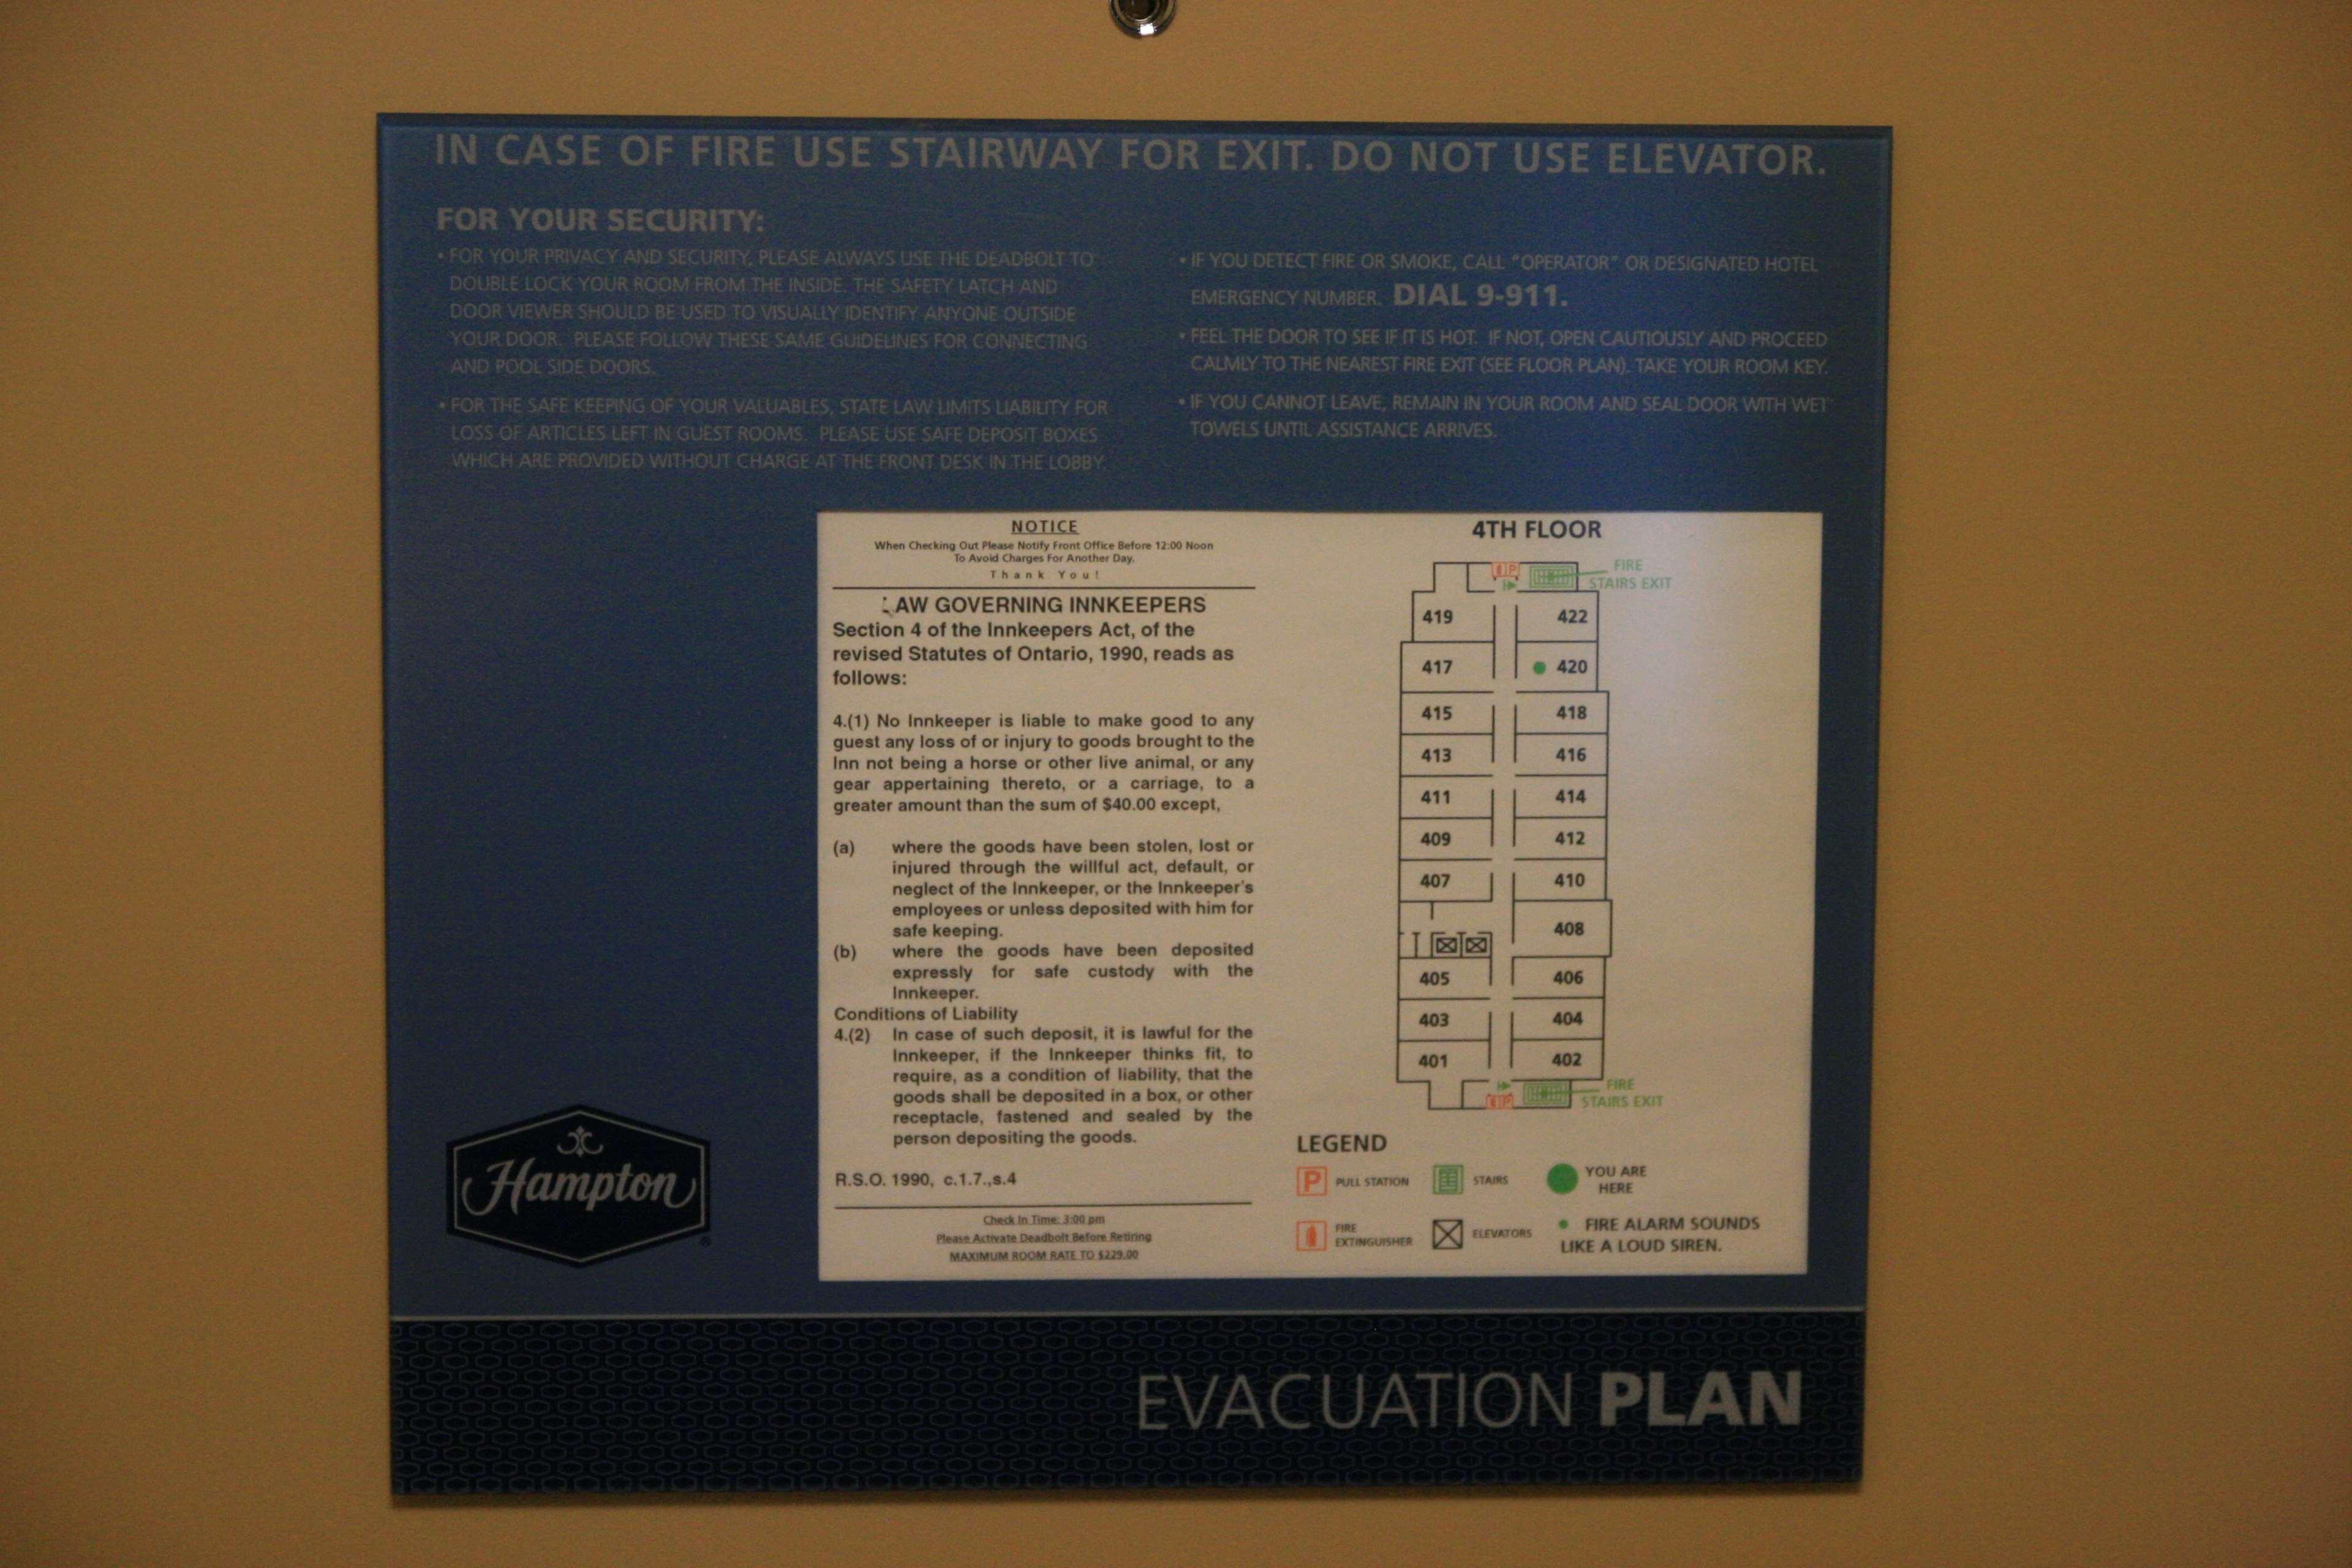 IN CASE OF FIRE USE STAIRWAY FOR EXIT. DO NOT USE ELEVATOR.
FOR YOUR SECURITY:
• FOR YOUR PRIVACY AND SECURITY, PLEASE ALWAYS USE THE DEADBOLT TO
DOUBLE LOCK YOUR ROOM FROM THE INSIDE. THE SAFETY LATCH AND
DOOR VIEWER SHOULD BE USED TO VISUALLY IDENTIFY ANYONE OUTSIDE
YOUR DOOR. PLEASE FOLLOW THESE SAME GUIDELINES FOR CONNECTING
AND POOL SIDE DOORS.
• FOR THE SAFE KEEPING OF YOUR VALUABLES, STATE LAW LIMITS LIABILITY FOR
LOSS OF ARTICLES LEFT IN GUEST ROOMS. PLEASE USE SAFE DEPOSIT BOXES
WHICH ARE PROVIDED WITHOUT CHARGE AT THE FRONT DESK IN THE LOBBY.
• IF YOU DETECT FIRE OR SMOKE, CALL "OPERATOR" OR DESIGNATED HOTEL
EMERGENCY NUMBER. DIAL 9-911.
• FEEL THE DOOR TO SEE IF IT IS HOT. IF NOT, OPEN CAUTIOUSLY AND PROCEED
CALMLY TO THE NEAREST FIRE EXIT (SEE FLOOR PLAN). TAKE YOUR ROOM KEY.
• IF YOU CANNOT LEAVE, REMAIN IN YOUR ROOM AND SEAL DOOR WITH WET
TOWELS UNTIL ASSISTANCE ARRIVES.
NOTICE
When Checking Out Please Notify Front Office Before 12:00 Noon
To Avoid Charges For Another Day.
Thank You!
LAW GOVERNING INNKEEPERS
Section 4 of the Innkeepers Act, of the
revised Statutes of Ontario, 1990, reads as
follows:
4.(1) No Innkeeper is liable to make good to any
guest any loss of or injury to goods brought to the
Inn not being a horse or other live animal, or any
gear appertaining thereto, or a carriage, to a
greater amount than the sum of $40.00 except,
(a) where the goods have been stolen, lost or
injured through the willful act, default, or
neglect of the Innkeeper, or the Innkeeper's
employees or unless deposited with him for
safe keeping.
(b) where the goods have been deposited
expressly for safe custody with the
Innkeeper.
Conditions of Liability
4.(2) In case of such deposit, it is lawful for the
Innkeeper, if the Innkeeper thinks fit, to
require, as a condition of liability, that the
goods shall be deposited in a box, or other
receptacle, fastened and sealed by the
person depositing the goods.
R.S.O. 1990, c.1.7.,s.4
Check In Time: 3:00 pm
Please Activate Deadbolt Before Retiring
MAXIMUM ROOM RATE TO $229.00
4TH FLOOR
P
FIRE
STAIRS EXIT
419 422
417 420
415 418
413 416
411 414
409 412
407 410
408
405 406
403 404
401 402
P
FIRE
STAIRS EXIT
LEGEND
P PULL STATION
STAIRS
YOU ARE
HERE
FIRE
EXTINGUISHER
ELEVATORS
• FIRE ALARM SOUNDS
LIKE A LOUD SIREN.
Hampton®
EVACUATION PLAN